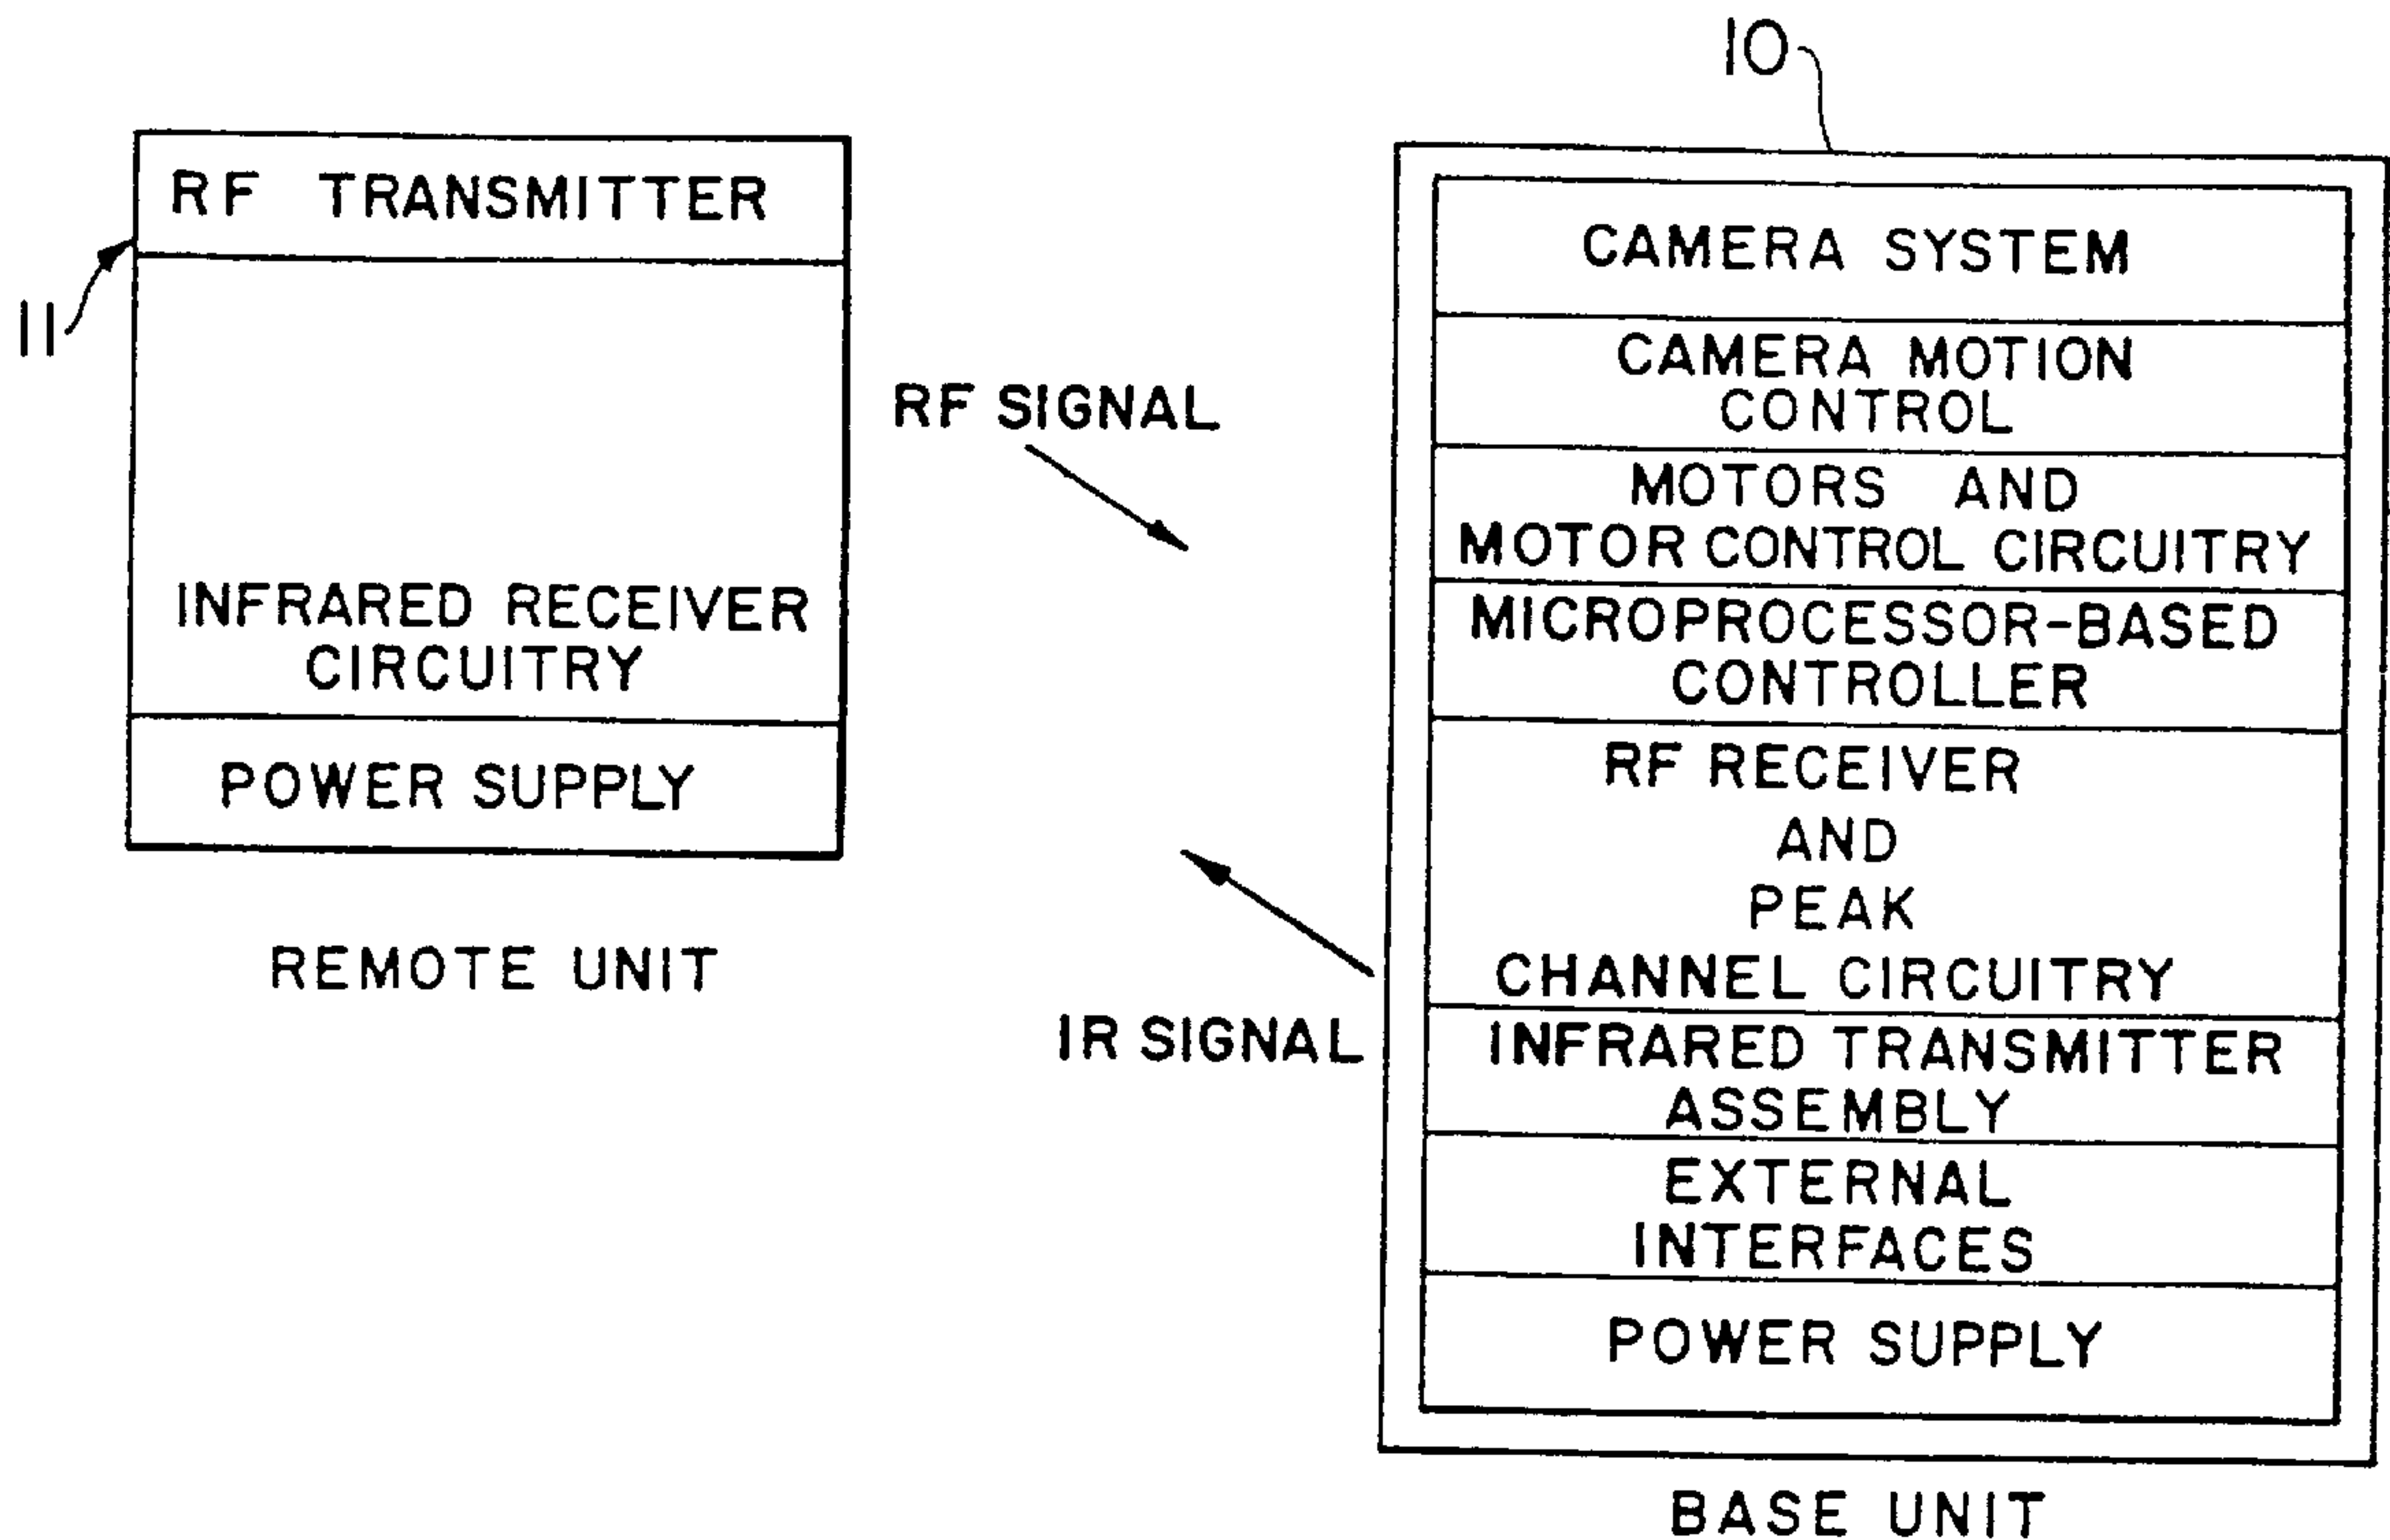 10
RF TRANSMITTER
11
INFRARED RECEIVER
CIRCUITRY
POWER SUPPLY
REMOTE UNIT
RF SIGNAL
IR SIGNAL
CAMERA SYSTEM
CAMERA MOTION
CONTROL
MOTORS AND
MOTOR CONTROL CIRCUITRY
MICROPROCESSOR-BASED
CONTROLLER
RF RECEIVER
AND
PEAK
CHANNEL CIRCUITRY
INFRARED TRANSMITTER
ASSEMBLY
EXTERNAL
INTERFACES
POWER SUPPLY
BASE UNIT